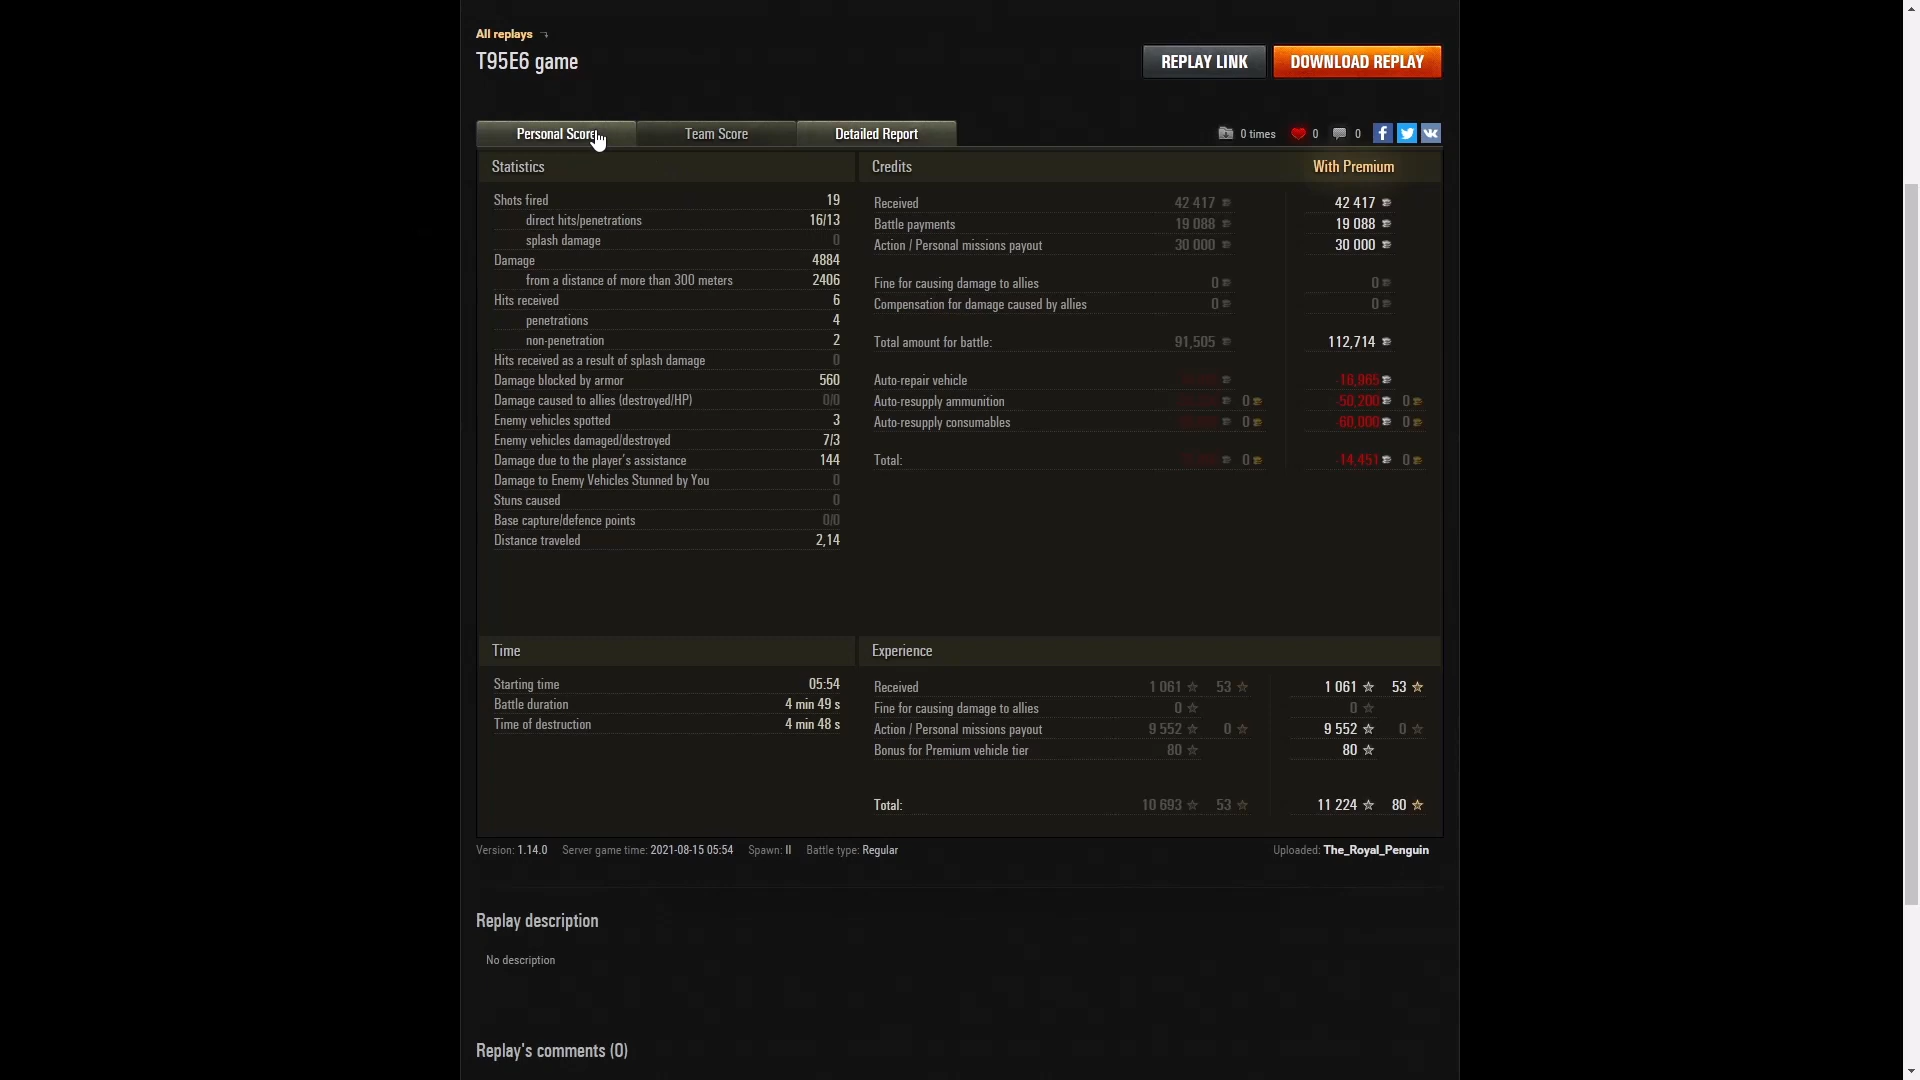 All replays
T95E6 game
REPLAY LINK
DOWNLOAD REPLAY
Personal Score
Team Score
Detailed Report
0 times
0
0
Statistics
Shots fired 19
direct hits/penetrations 16/13
splash damage 0
Damage 4884
from a distance of more than 300 meters 2406
Hits received 6
penetrations 4
non-penetration 2
Hits received as a result of splash damage 0
Damage blocked by armor 560
Damage caused to allies (destroyed/HP) 0/0
Enemy vehicles spotted 3
Enemy vehicles damaged/destroyed 7/3
Damage due to the player's assistance 144
Damage to Enemy Vehicles Stunned by You 0
Stuns caused 0
Base capture/defence points 0/0
Distance traveled 2,14
Credits With Premium
Received 42 417 42 417
Battle payments 19 088 19 088
Action / Personal missions payout 30 000 30 000
Fine for causing damage to allies 0 0
Compensation for damage caused by allies 0 0
Total amount for battle: 91,505 112,714
Auto-repair vehicle -16,965
Auto-resupply ammunition 0 -50,200 0
Auto-resupply consumables 0 -60,000 0
Total: 0 -14,451 0
Time
Starting time 05:54
Battle duration 4 min 49 s
Time of destruction 4 min 48 s
Experience
Received 1 061 53 1 061 53
Fine for causing damage to allies 0 0
Action / Personal missions payout 9 552 0 9 552 0
Bonus for Premium vehicle tier 80 80
Total: 10 693 53 11 224 80
Version: 1.14.0 Server game time: 2021-08-15 05:54 Spawn: II Battle type: Regular Uploaded: The_Royal_Penguin
Replay description
No description
Replay's comments (0)